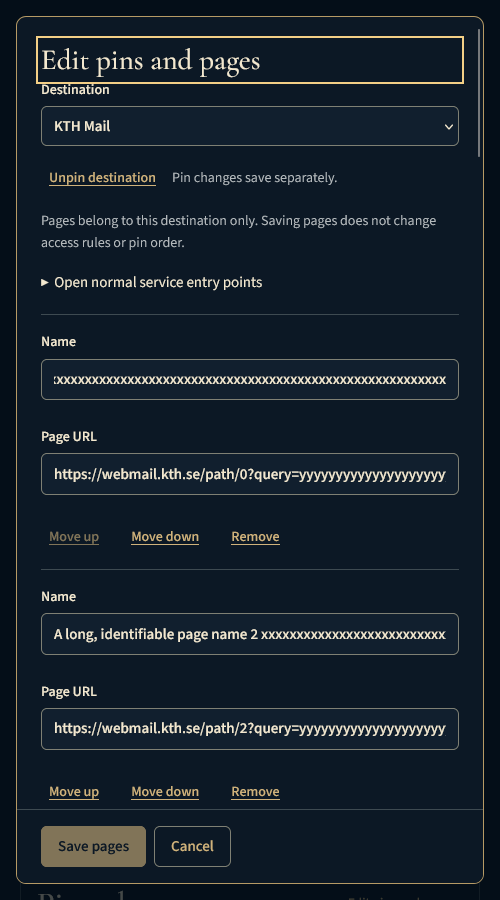 Edit pins and pages
Destination
KTH Mail
Unpin destination Pin changes save separately.
Pages belong to this destination only. Saving pages does not change
access rules or pin order.
Open normal service entry points
Name
xxxxxxxxxxxxxxxxxxxxxxxxxxxxxxxxxxxxxxxxxxxxxxxxxxxxxxx
Page URL
https://webmail.kth.se/path/0?query=yyyyyyyyyyyyyyyyyyyy
Move up Move down Remove
Name
A long, identifiable page name 2 xxxxxxxxxxxxxxxxxxxxxxxxxx
Page URL
https://webmail.kth.se/path/2?query=yyyyyyyyyyyyyyyyyyyy
Move up Move down Remove
Save pages Cancel